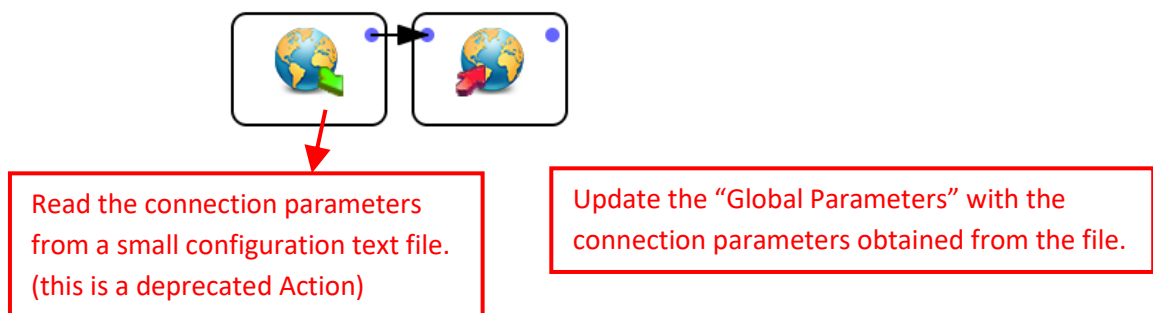 Read the connection parameters
from a small configuration text file.
(this is a deprecated Action)
Update the “Global Parameters” with the
connection parameters obtained from the file.